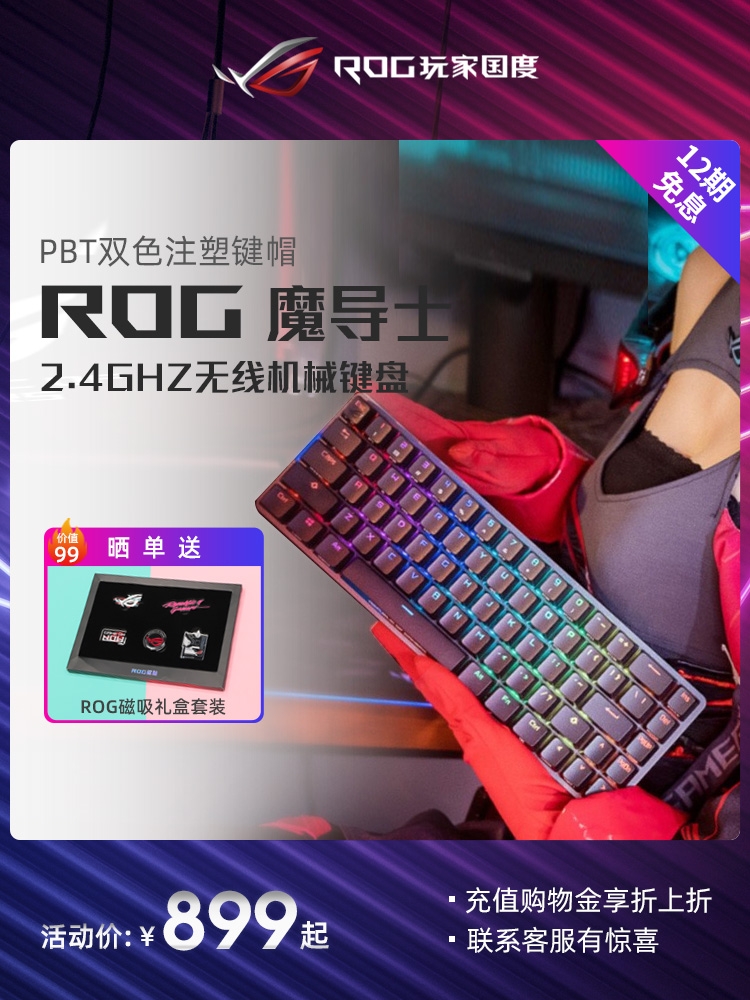 ROG玩家国度
12期
免息
PBT双色注塑键帽
ROG 魔导士
2.4GHZ无线机械键盘
价值
99
晒单送
ROG磁吸礼盒套装
活动价:¥899起
▪ 充值购物金享折上折
▪ 联系客服有惊喜